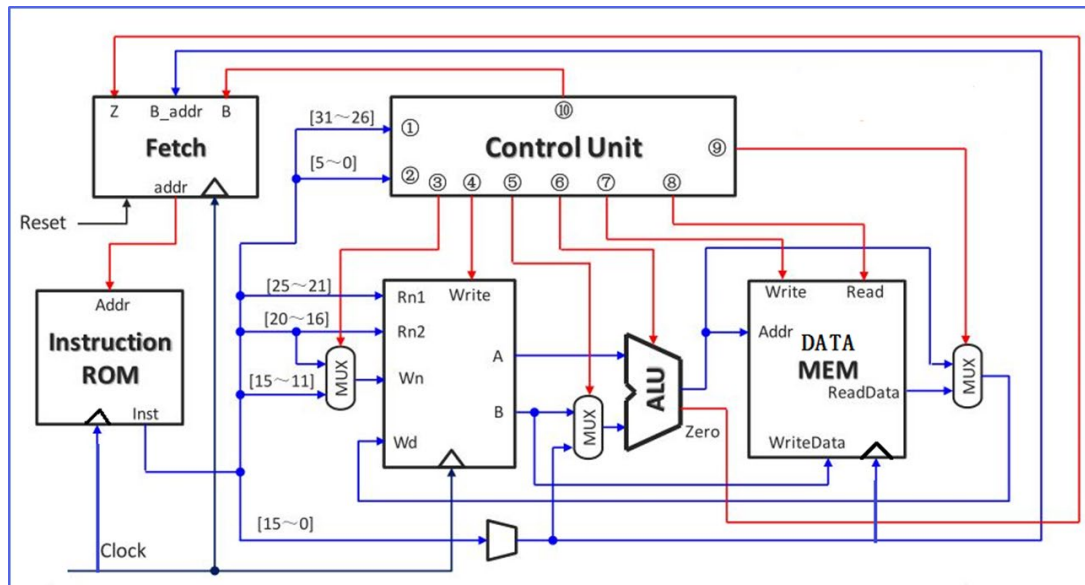 Z B_addr B
Fetch
addr
Reset
[31～26]
[5～0]
① ② ③ ④ ⑤ ⑥ ⑦ ⑧ ⑨ ⑩
Control Unit
Addr
Instruction
ROM
Inst
[25～21]
[20～16]
[15～11]
MUX
Rn1 Write
Rn2
A
Wn
B
Wd
MUX
ALU
Zero
Write Read
Addr
DATA
MEM
ReadData
WriteData
MUX
[15～0]
Clock